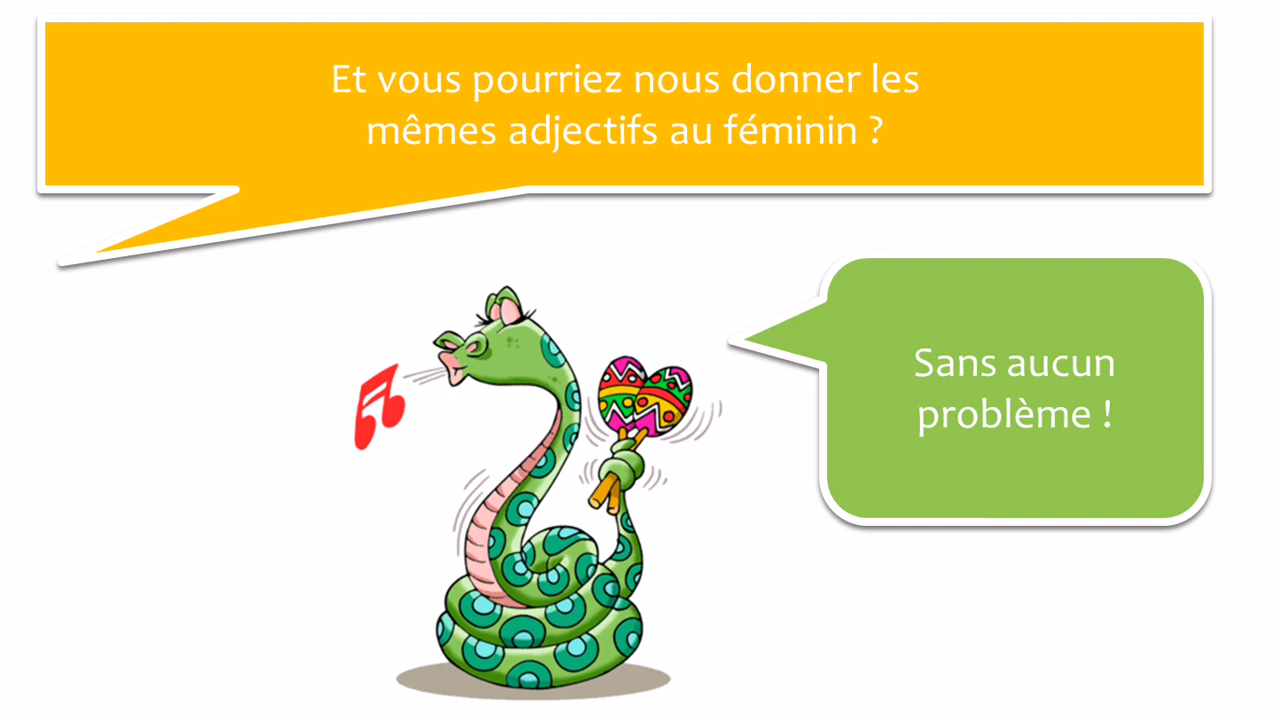 Et vous pourriez nous donner les
mêmes adjectifs au féminin ?
Sans aucun
problème !